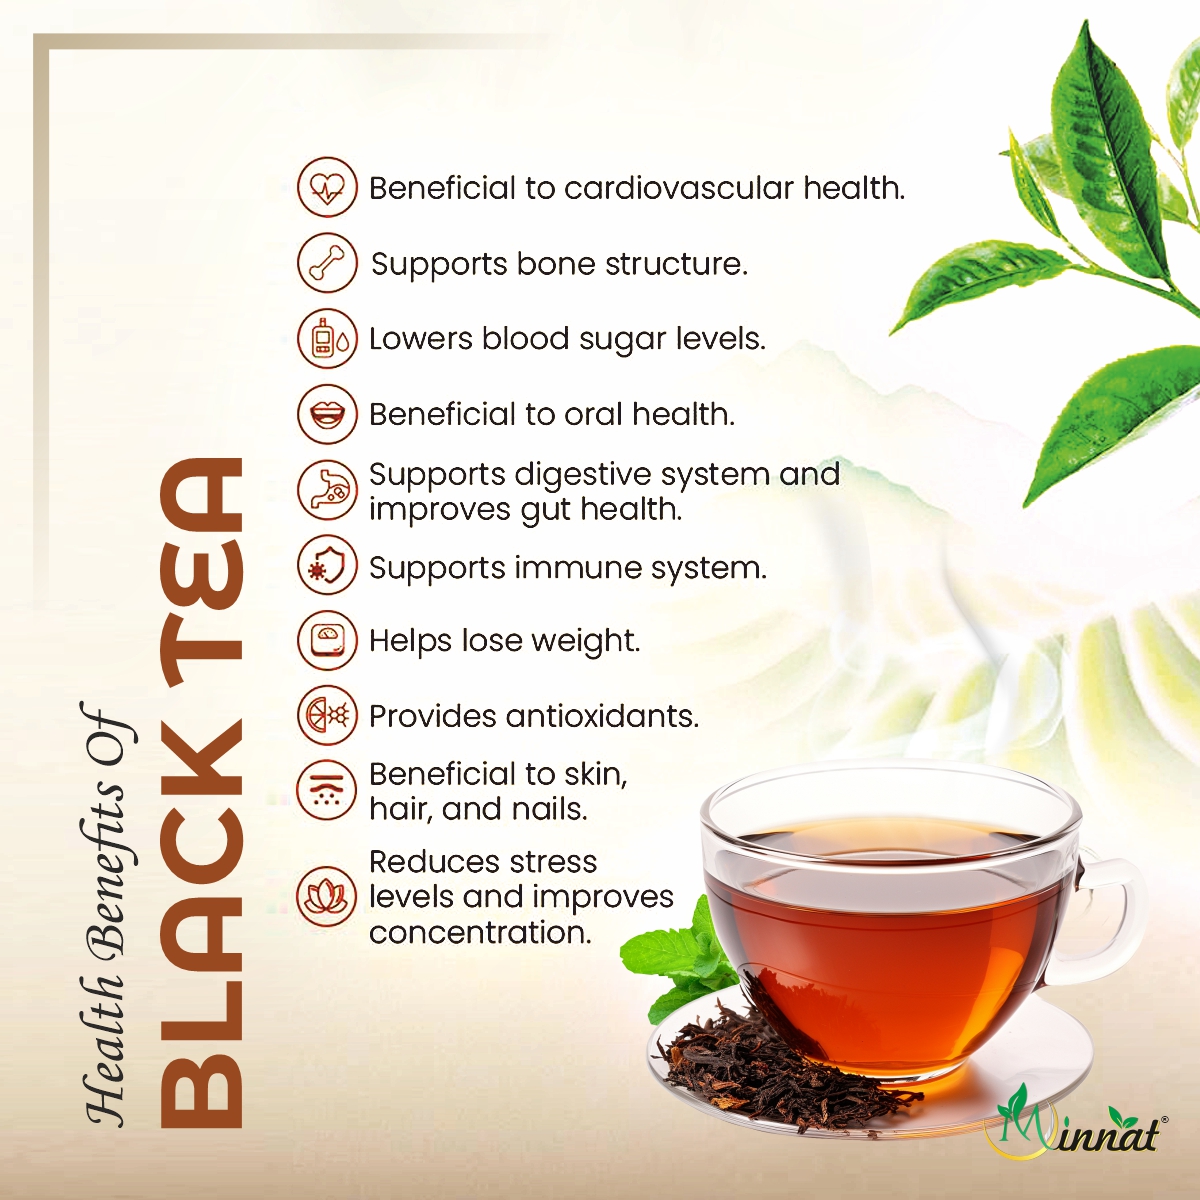 Health Benefits Of
BLACK TEA
Beneficial to cardiovascular health.
Supports bone structure.
Lowers blood sugar levels.
Beneficial to oral health.
Supports digestive system and
improves gut health.
Supports immune system.
Helps lose weight.
Provides antioxidants.
Beneficial to skin,
hair, and nails.
Reduces stress
levels and improves
concentration.
Minnat®